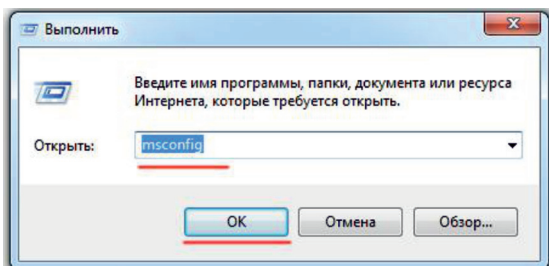 Выполнить
Введите имя программы, папки, документа или ресурса
Интернета, которые требуется открыть.
Открыть:
msconfig
OK
Отмена
Обзор...